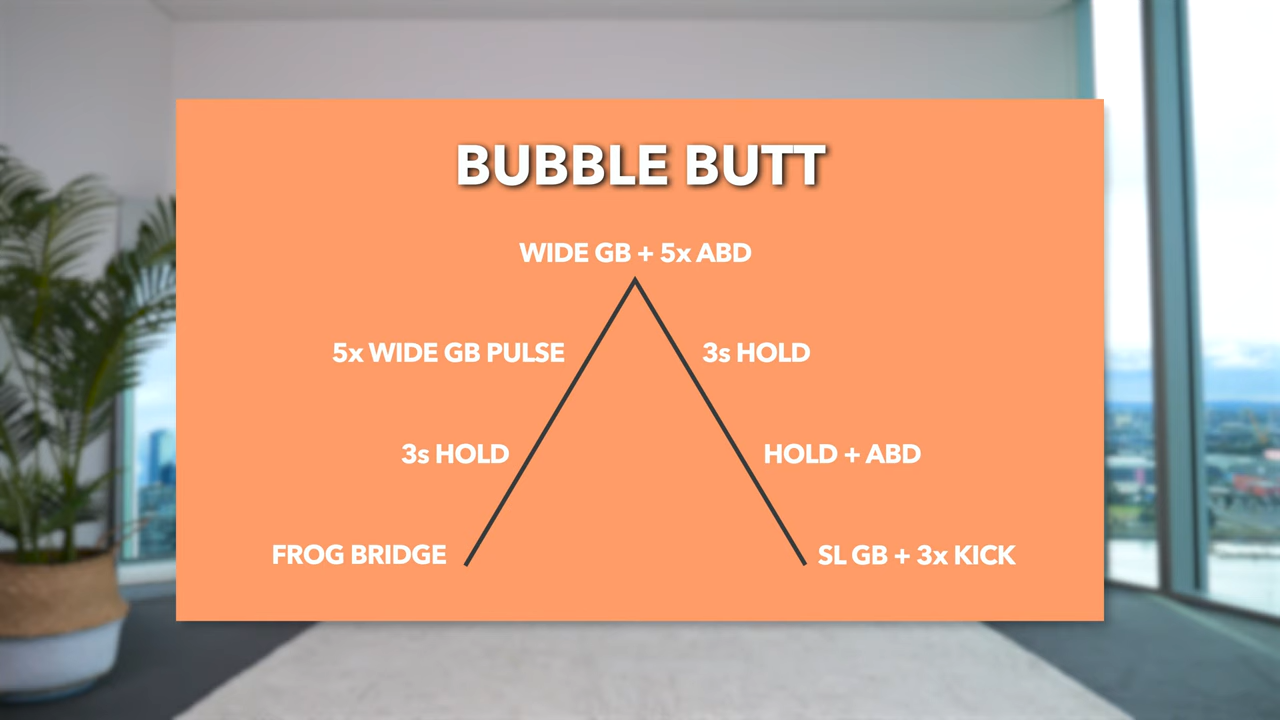 BUBBLE BUTT
WIDE GB + 5x ABD
5x WIDE GB PULSE
3s HOLD
3s HOLD
HOLD + ABD
FROG BRIDGE
SL GB + 3x KICK